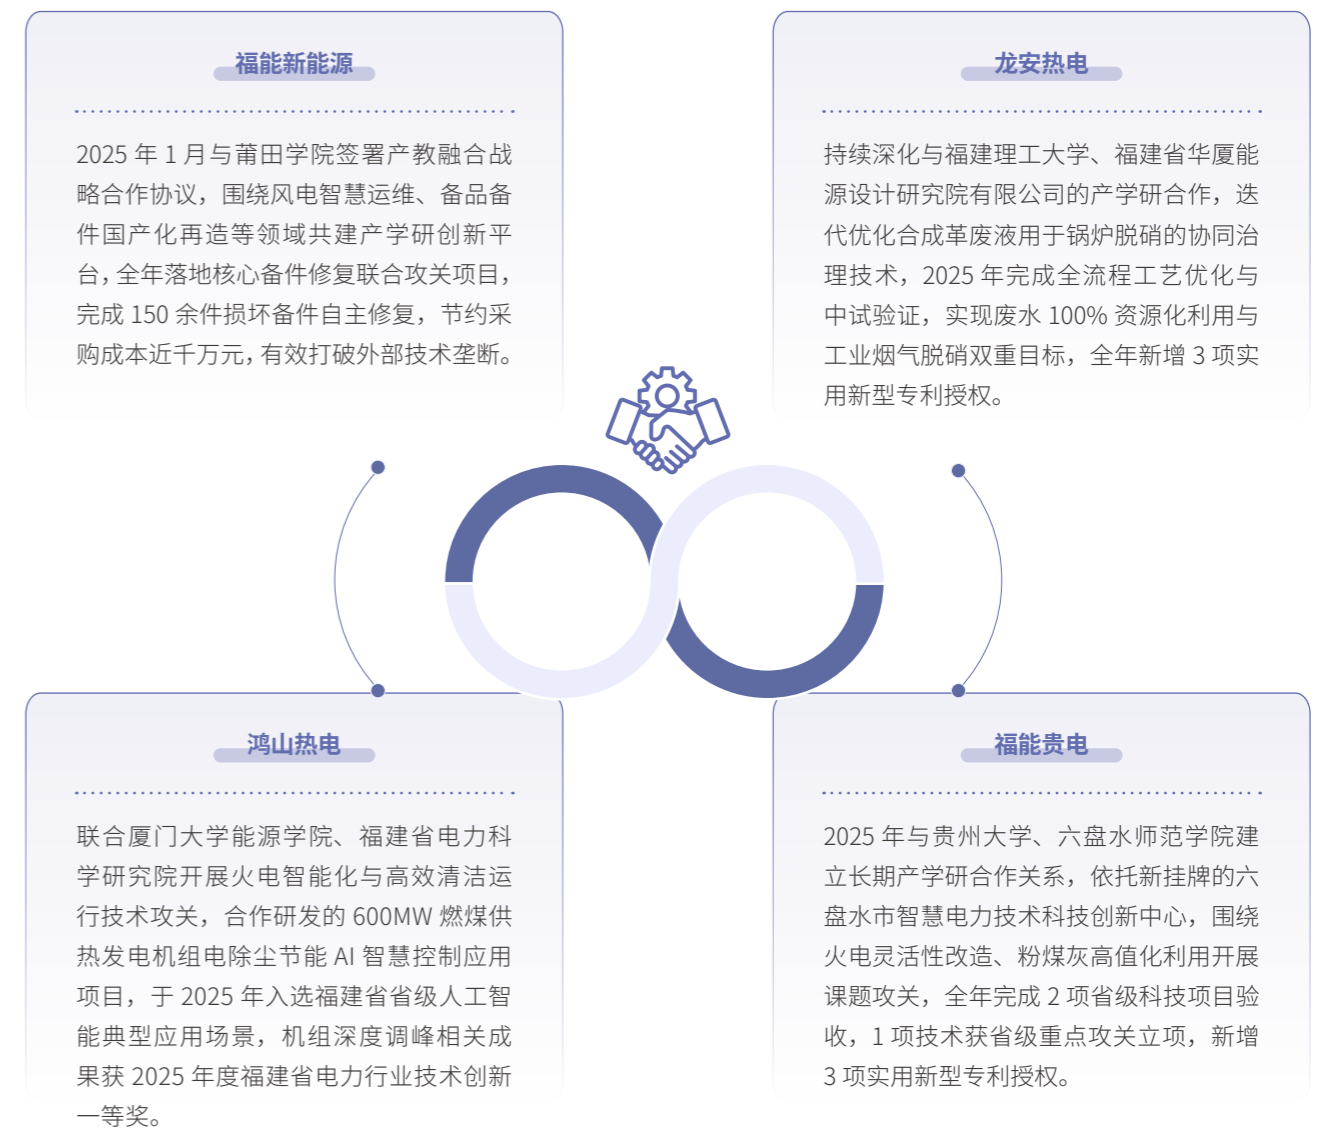 福能新能源
2025 年 1 月与莆田学院签署产教融合战
略合作协议，围绕风电智慧运维、备品备
件国产化再造等领域共建产学研创新平
台，全年落地核心备件修复联合攻关项目，
完成 150 余件损坏备件自主修复，节约采
购成本近千万元，有效打破外部技术垄断。
龙安热电
持续深化与福建理工大学、福建省华厦能
源设计研究院有限公司的产学研合作，迭
代优化合成革废液用于锅炉脱硝的协同治
理技术，2025 年完成全流程工艺优化与
中试验证，实现废水 100% 资源化利用与
工业烟气脱硝双重目标，全年新增 3 项实
用新型专利授权。
鸿山热电
联合厦门大学能源学院、福建省电力科
学研究院开展火电智能化与高效清洁运
行技术攻关，合作研发的 600MW 燃煤供
热发电机组电除尘节能 AI 智慧控制应用
项目，于 2025 年入选福建省省级人工智
能典型应用场景，机组深度调峰相关成
果获 2025 年度福建省电力行业技术创新
一等奖。
福能贵电
2025 年与贵州大学、六盘水师范学院建
立长期产学研合作关系，依托新挂牌的六
盘水市智慧电力技术科技创新中心，围绕
火电灵活性改造、粉煤灰高值化利用开展
课题攻关，全年完成 2 项省级科技项目验
收，1 项技术获省级重点攻关立项，新增
3 项实用新型专利授权。